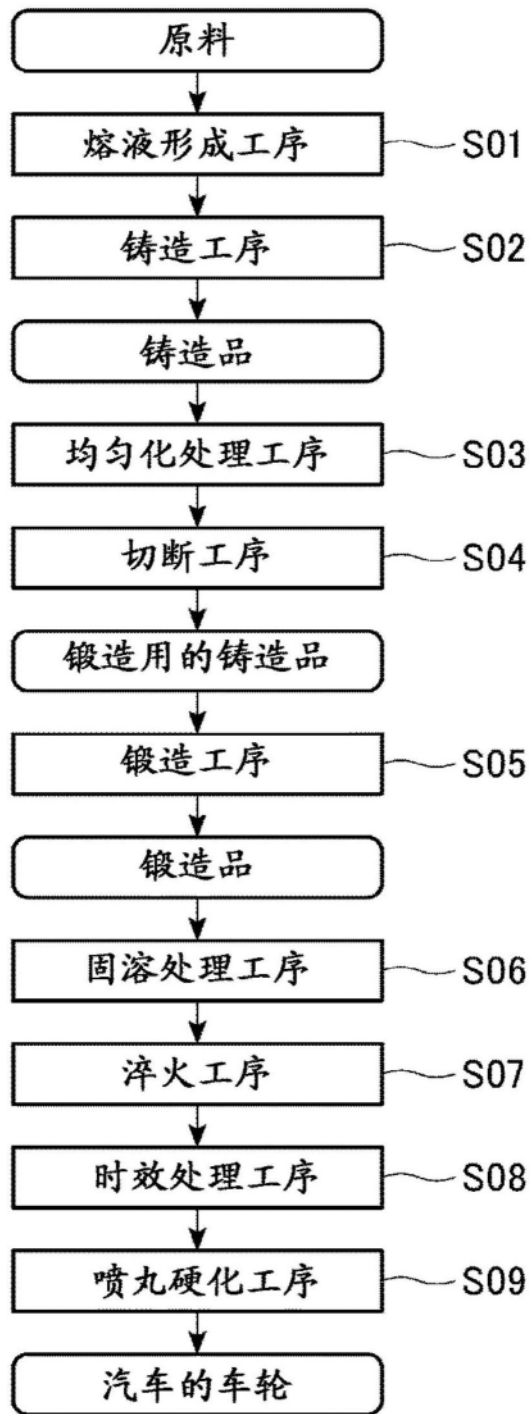 原料
熔液形成工序 S01
铸造工序 S02
铸造品
均匀化处理工序 S03
切断工序 S04
锻造用的铸造品
锻造工序 S05
锻造品
固溶处理工序 S06
淬火工序 S07
时效处理工序 S08
喷丸硬化工序 S09
汽车的车轮